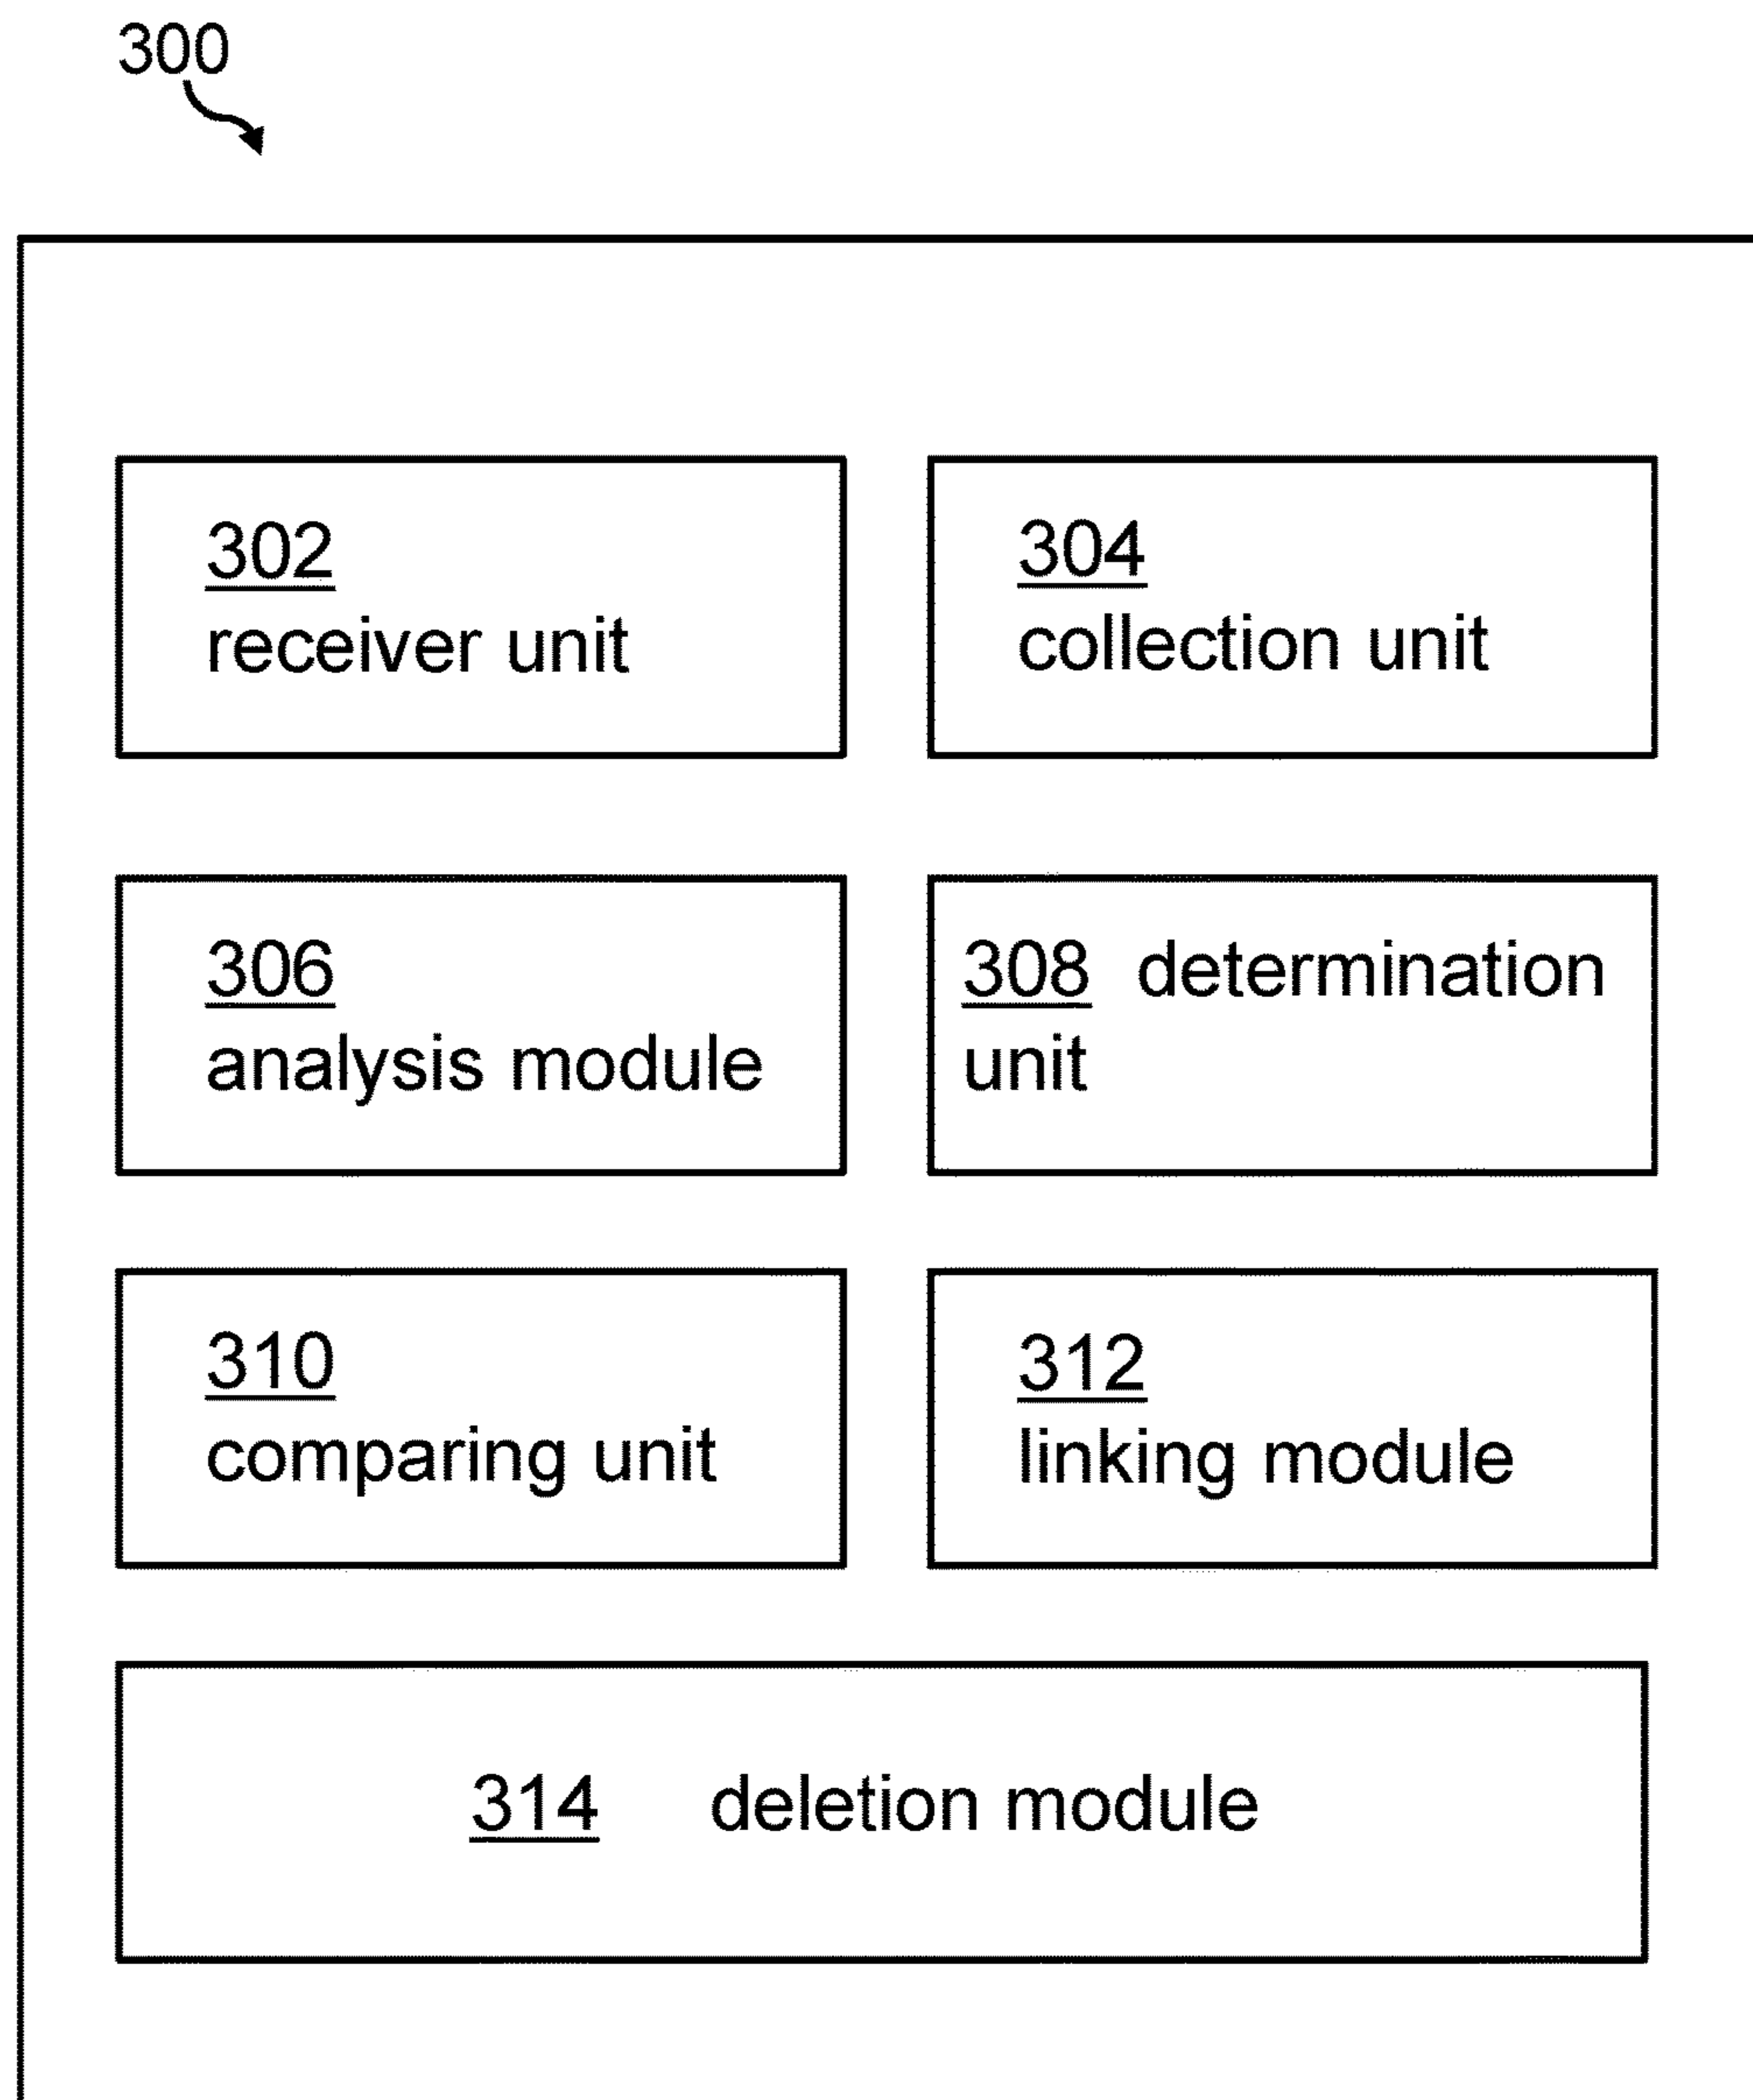 300
302
receiver unit
304
collection unit
306
analysis module
308 determination
unit
310
comparing unit
312
linking module
314 deletion module